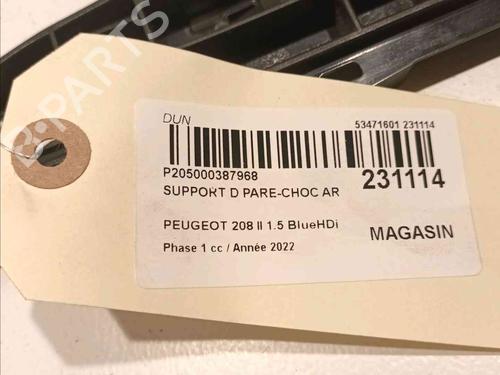 DUN
53471601 231114
P205000387968
SUPPORT D PARE-CHOC AR
231114
PEUGEOT 208 II 1.5 BlueHDi
MAGASIN
Phase 1 cc / Année 2022
B-PARTS